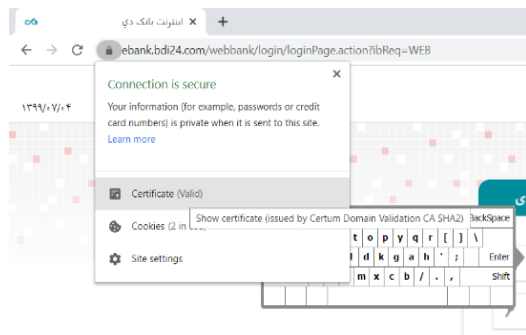 اینترنت بانک دي
ebank.bdi24.com/webbank/login/loginPage.action?ibReq=WEB
Connection is secure
Your information (for example, passwords or credit
card numbers) is private when it is sent to this site.
Learn more
۱۳۹۹/۰۷/۰۴
Certificate (Valid)
Show certificate (issued by Certum Domain Validation CA SHA2)
BackSpace
Cookies (2 in
t o p y q r [ ] \
d k g a h ' ; Enter
Site settings
m x c b / . , Shift